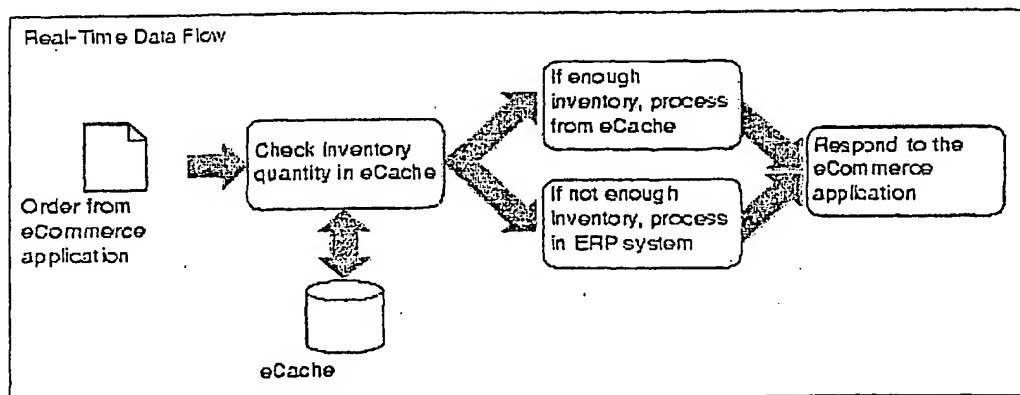 Real-Time Data Flow
Order from
eCommerce
application
Check Inventory
quantity in eCache
eCache
If enough
inventory, process
from eCache
If not enough
Inventory, process
in ERP system
Respond to the
eCommerce
application